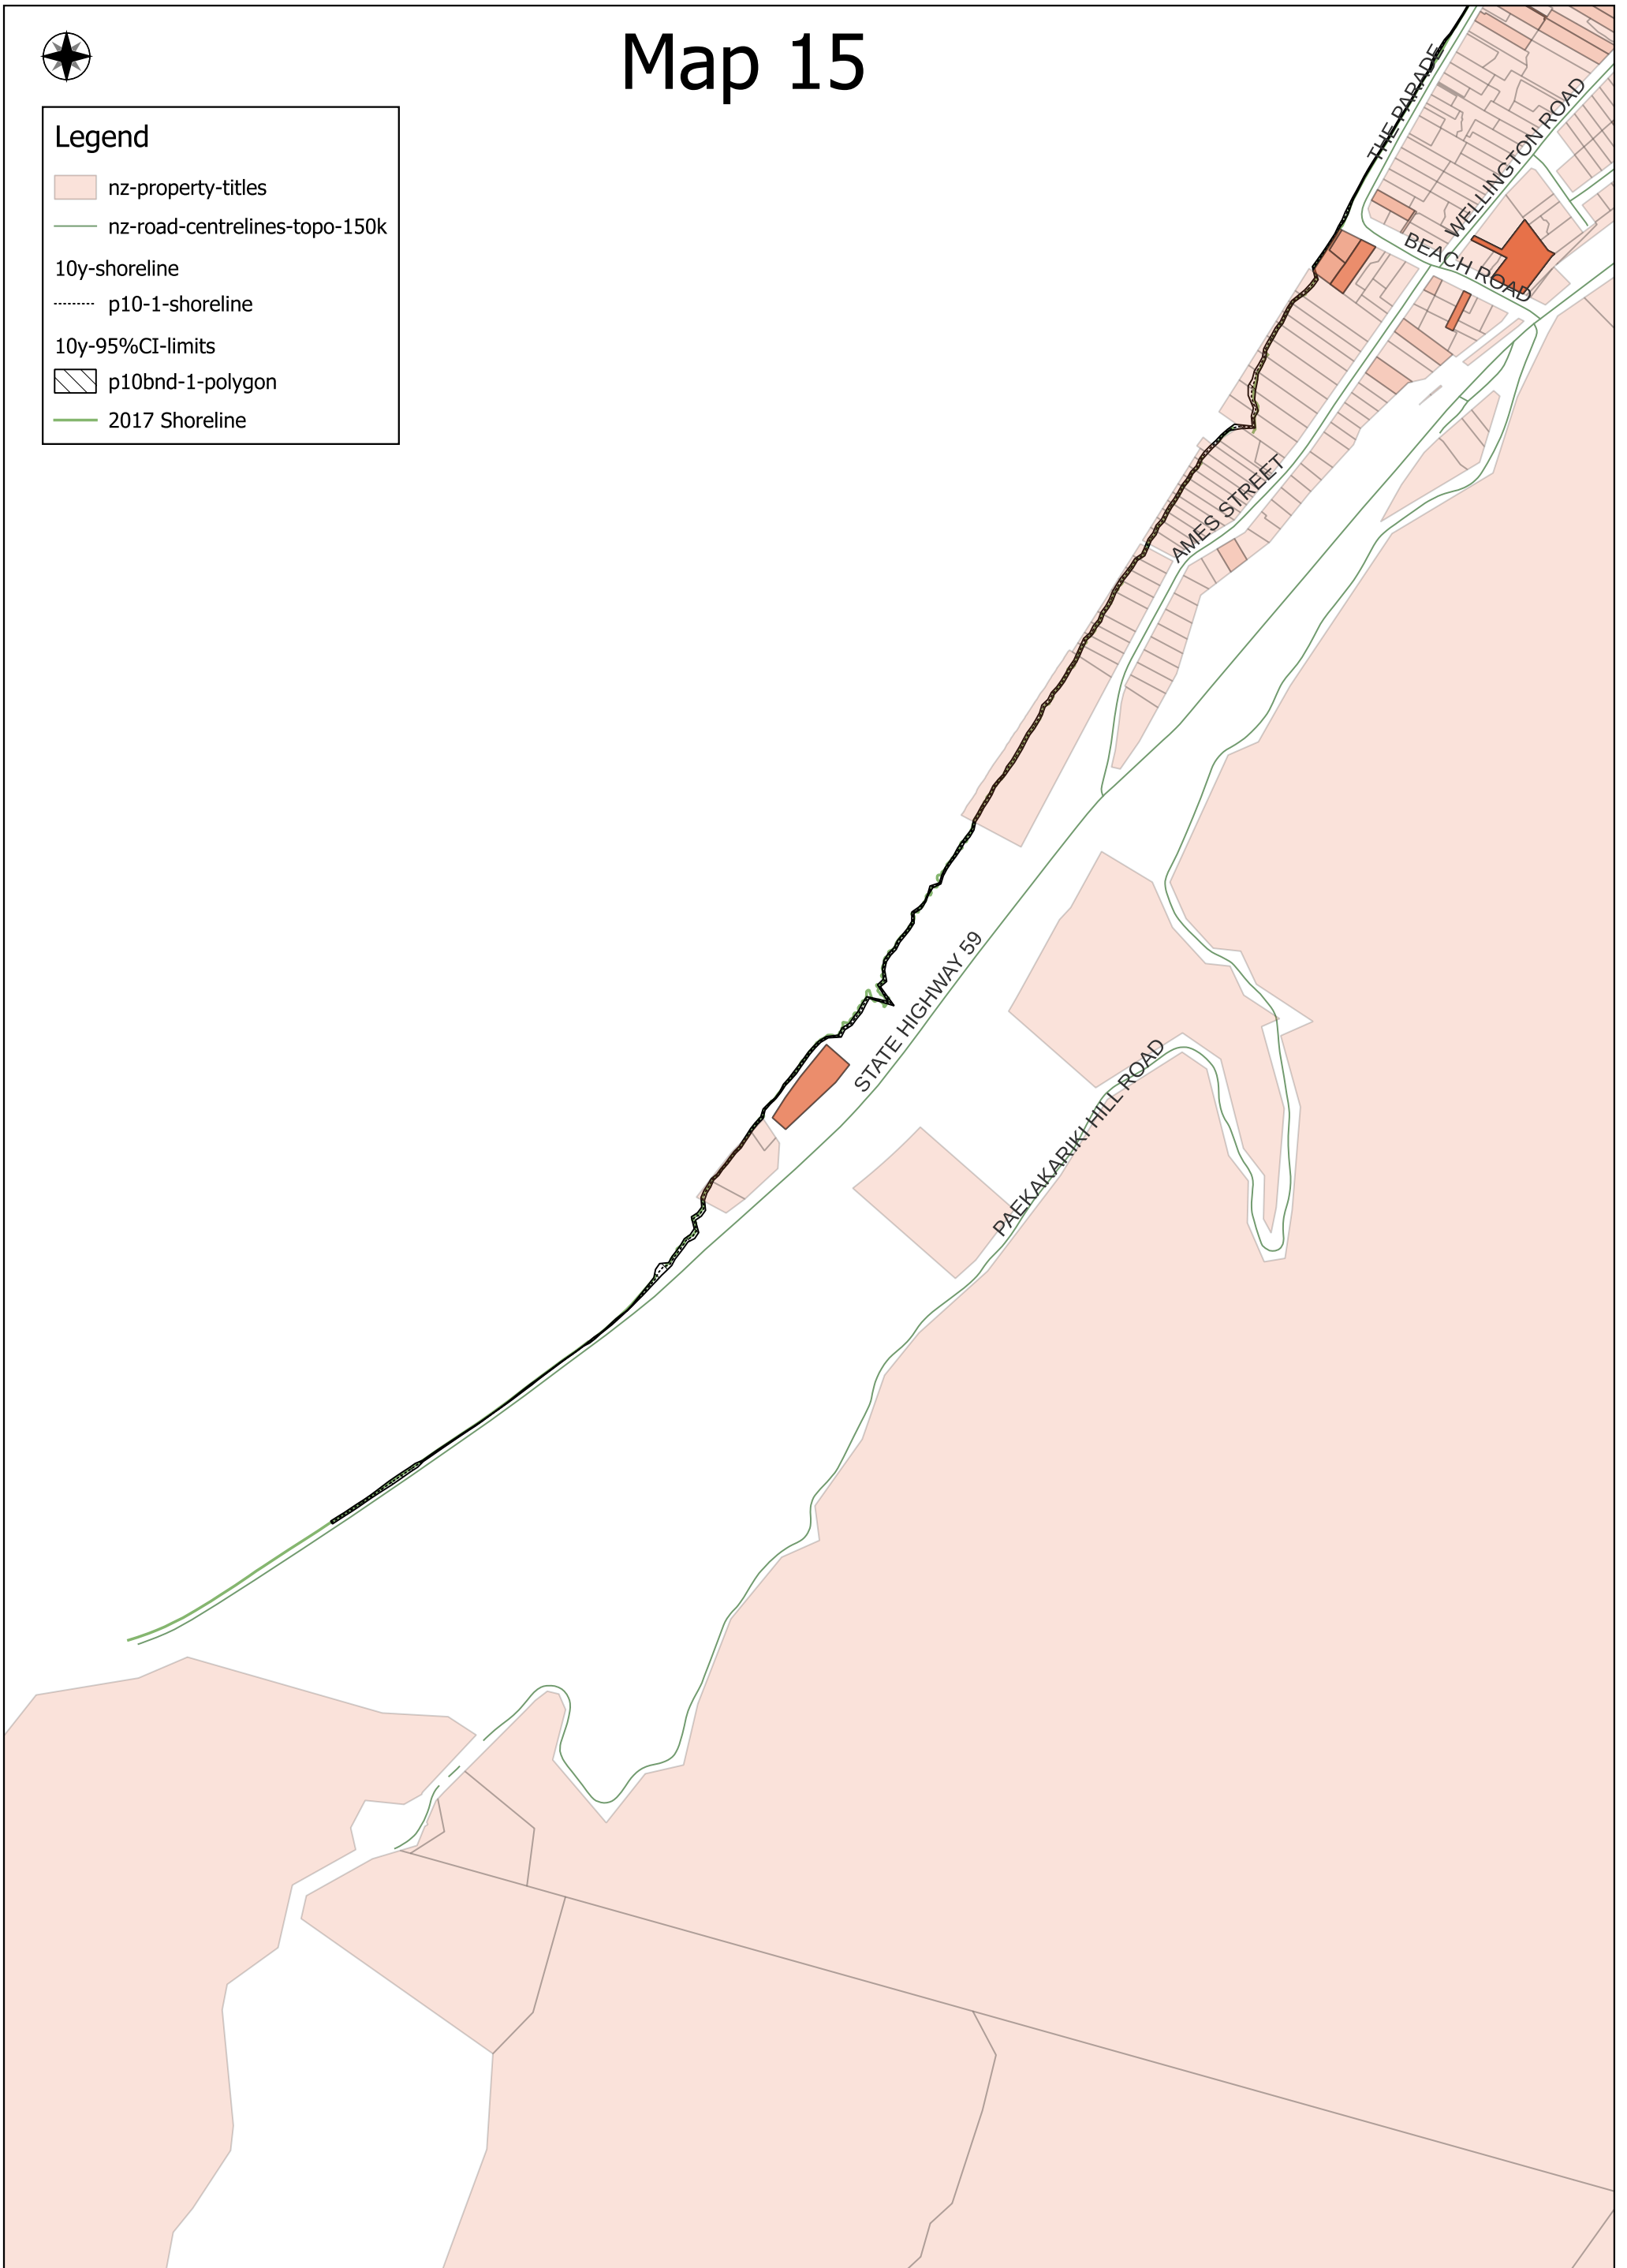 Map 15
Legend
nz-property-titles
nz-road-centrelines-topo-150k
10y-shoreline
p10-1-shoreline
10y-95%CI-limits
p10bnd-1-polygon
2017 Shoreline
THE PARADE
WELLINGTON ROAD
BEACH ROAD
AMES STREET
STATE HIGHWAY 59
PAEKAKARIKI HILL ROAD